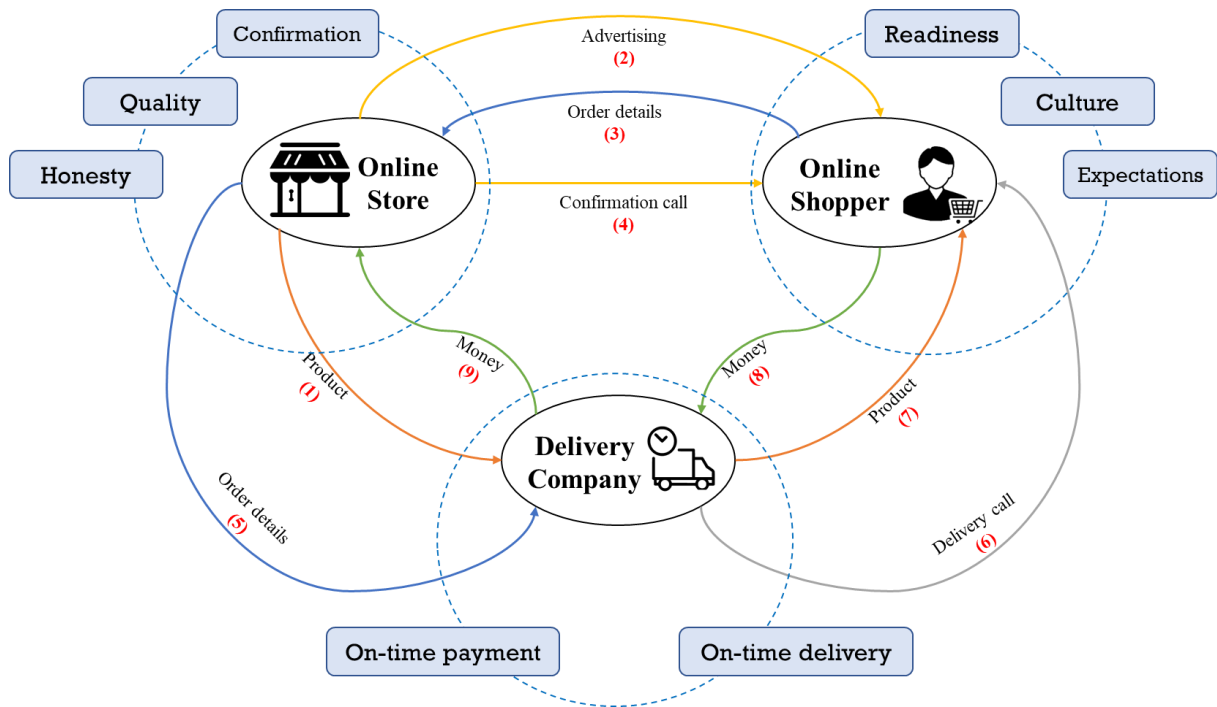 Confirmation
Readiness
Advertising
(2)
Quality
Culture
Order details
(3)
Honesty
Expectations
Online
Store
Online
Shopper
Confirmation call
(4)
Product
(1)
Money
(9)
Money
(8)
Product
(7)
Delivery
Company
Order details
(5)
Delivery call
(6)
On-time payment
On-time delivery